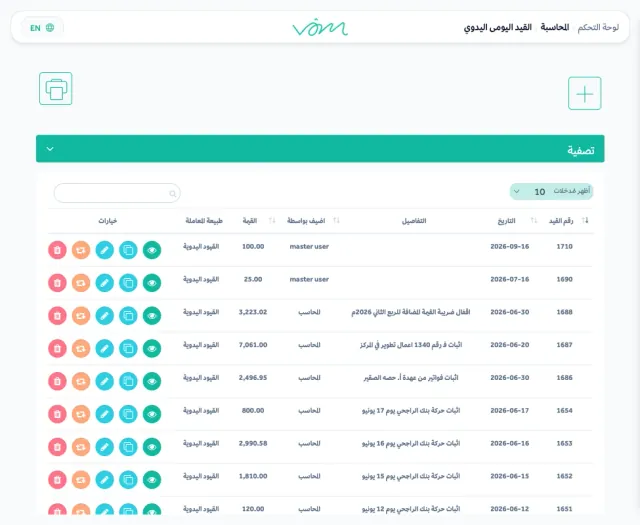 لوحة التحكم المحاسبة القيد اليومي اليدوي
EN
تصفية
أظهر مُدخلات 10
رقم القيد التاريخ التفاصيل اضيف بواسطة القيمة طبيعة المعاملة خيارات
1710 2026-09-16 master user 100.00 القيود اليدوية
1690 2026-07-16 master user 25.00 القيود اليدوية
1688 2026-06-30 اقفال ضريبة القيمة المضافة للربع الثاني 2026م المحاسب 3,223.02 القيود اليدوية
1687 2026-06-20 اثبات ف رقم 1340 اعمال تطوير في المركز المحاسب 7,061.00 القيود اليدوية
1686 2026-06-30 اثبات فواتير من عهدة أ. حصه الصقير المحاسب 2,496.95 القيود اليدوية
1654 2026-06-17 اثبات حركة بنك الراجحي يوم 17 يونيو المحاسب 800.00 القيود اليدوية
1653 2026-06-16 اثبات حركة بنك الراجحي يوم 16 يونيو المحاسب 2,990.58 القيود اليدوية
1652 2026-06-15 اثبات حركة بنك الراجحي يوم 15 يونيو المحاسب 1,810.00 القيود اليدوية
1651 2026-06-12 اثبات حركة بنك الراجحي يوم 12 يونيو المحاسب 120.00 القيود اليدوية